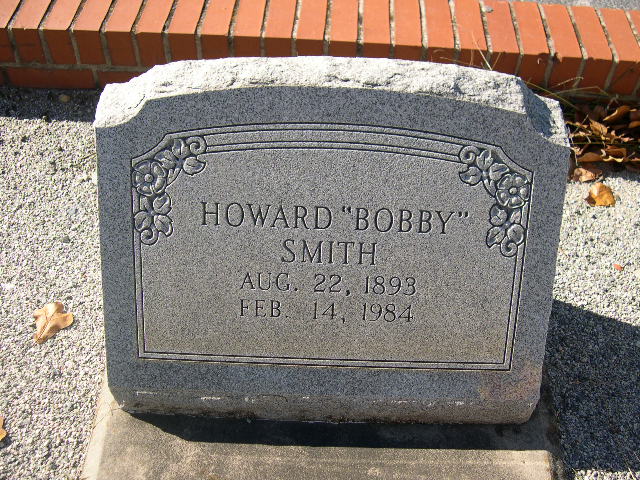 HOWARD "BOBBY"
SMITH
AUG. 22, 1893
FEB. 14, 1984